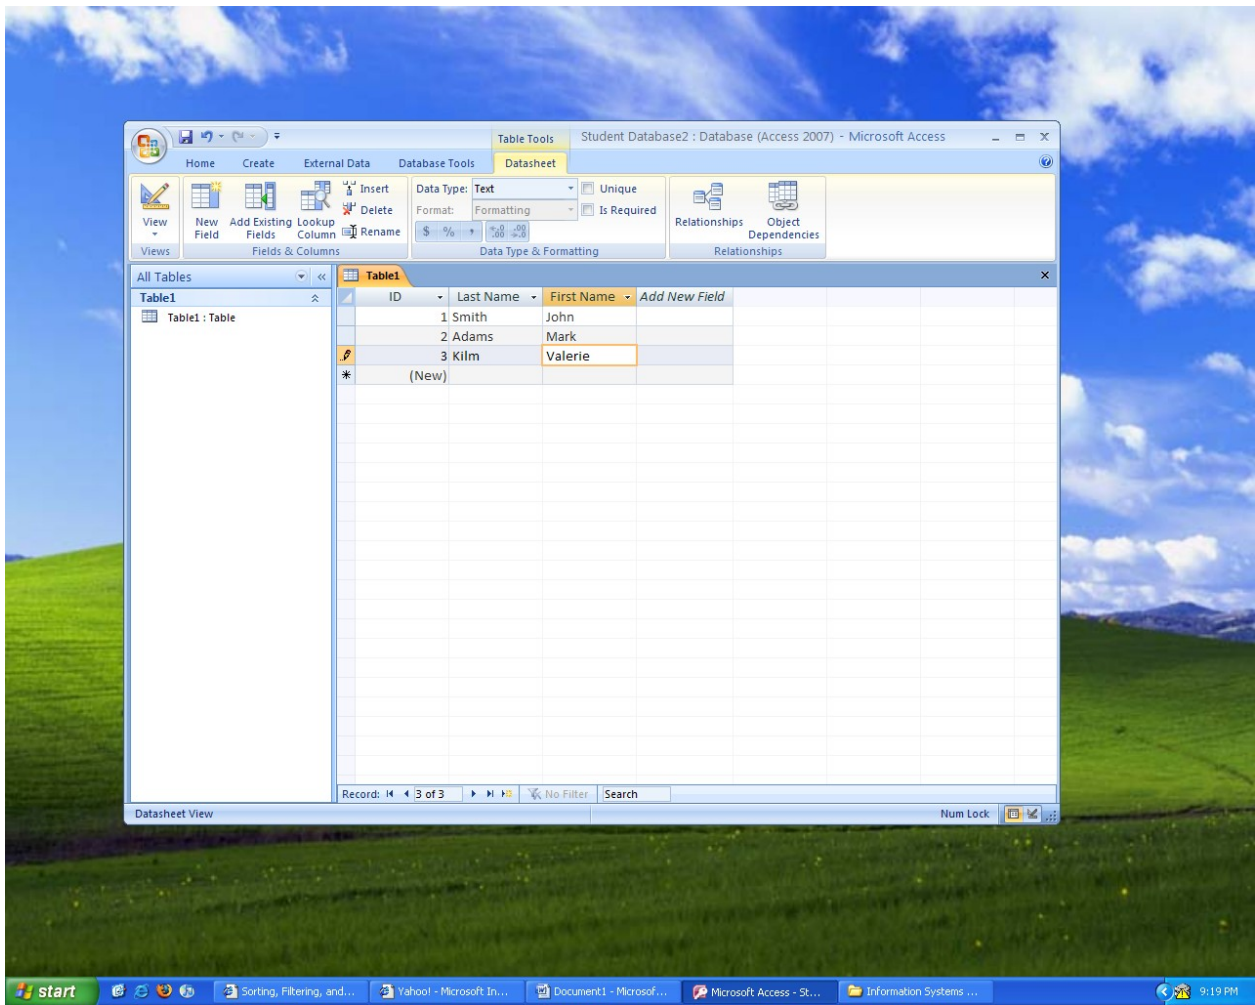 Table Tools Student Database2 : Database (Access 2007) - Microsoft Access
Home Create External Data Database Tools Datasheet
View
New Field
Add Existing Fields
Lookup Column
Insert
Delete
Rename
Data Type: Text
Format: Formatting
$ % ,
Unique
Is Required
Relationships
Object Dependencies
Views Fields & Columns Data Type & Formatting Relationships
All Tables
Table1
Table1 : Table
Table1
ID Last Name First Name Add New Field
1 Smith John
2 Adams Mark
3 Kilm Valerie
(New)
Record: 3 of 3 No Filter Search
Datasheet View Num Lock
start Sorting, Filtering, and... Yahoo! - Microsoft In... Document1 - Microsof... Microsoft Access - St... Information Systems ... 9:19 PM